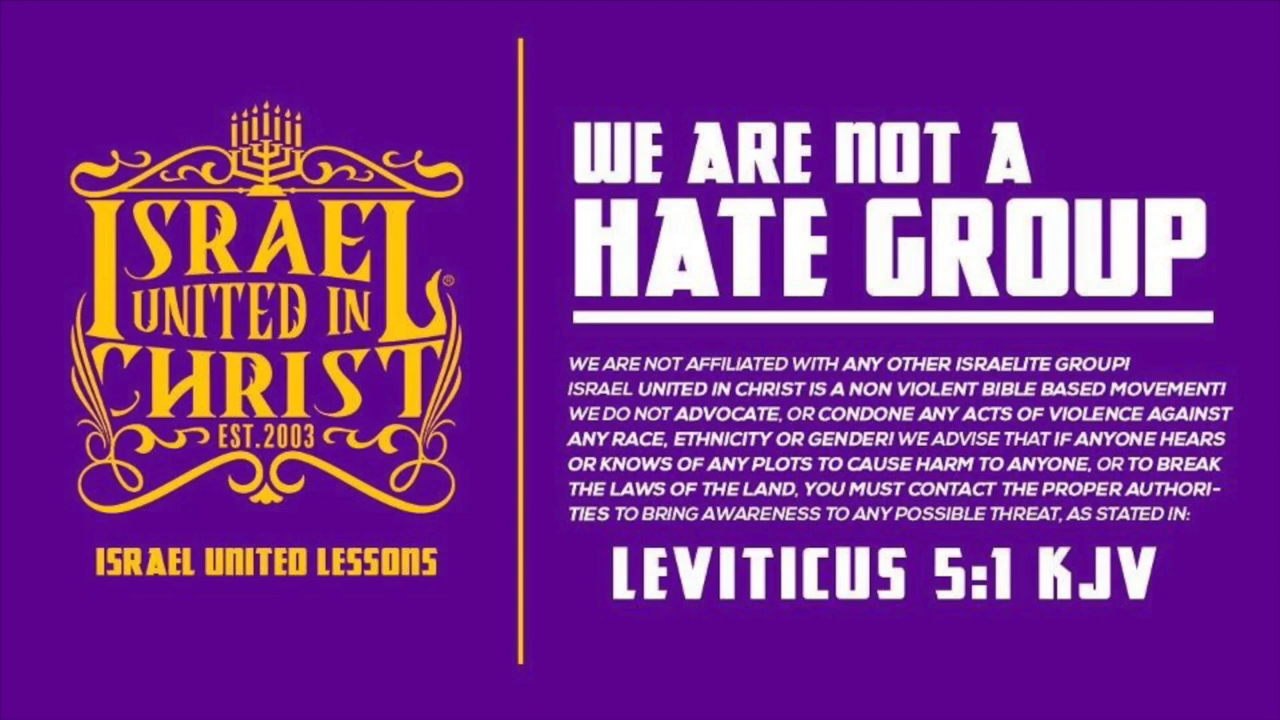 ISRAEL
UNITED IN
CHRIST
EST.2003
®
ISRAEL UNITED LESSONS
WE ARE NOT A
HATE GROUP
WE ARE NOT AFFILIATED WITH ANY OTHER ISRAELITE GROUP!
ISRAEL UNITED IN CHRIST IS A NON VIOLENT BIBLE BASED MOVEMENT!
WE DO NOT ADVOCATE, OR CONDONE ANY ACTS OF VIOLENCE AGAINST
ANY RACE, ETHNICITY OR GENDER! WE ADVISE THAT IF ANYONE HEARS
OR KNOWS OF ANY PLOTS TO CAUSE HARM TO ANYONE, OR TO BREAK
THE LAWS OF THE LAND, YOU MUST CONTACT THE PROPER AUTHORI-
TIES TO BRING AWARENESS TO ANY POSSIBLE THREAT, AS STATED IN:
LEVITICUS 5:1 KJV